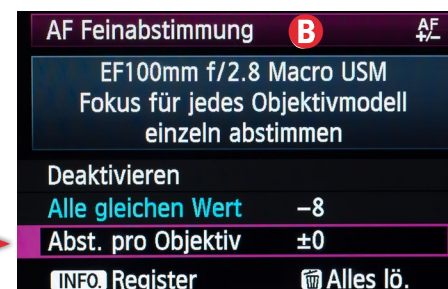 AF Feinabstimmung B AF +/−
EF100mm f/2.8 Macro USM
Fokus für jedes Objektivmodell
einzeln abstimmen
Deaktivieren
Alle gleichen Wert −8
Abst. pro Objektiv ±0
INFO. Register Alles lö.